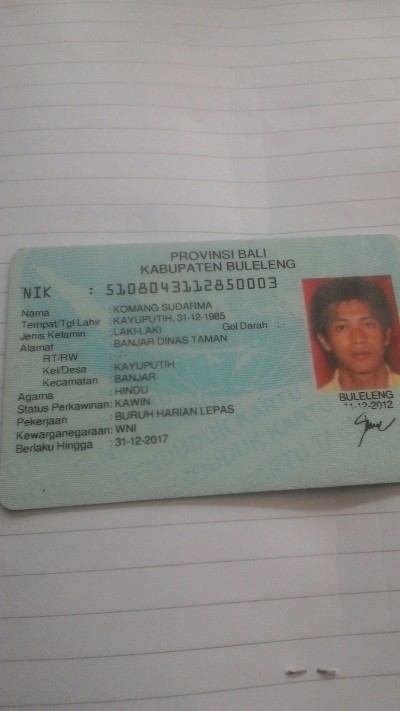 PROVINSI BALI
KABUPATEN BULELENG
NIK : 5108043112850003
Nama : KOMANG SUDARMA
Tempat/Tgl Lahir : KAYUPUTIH, 31-12-1985
Jenis Kelamin : LAKI-LAKI Gol Darah : -
Alamat : BANJAR DINAS TAMAN
RT/RW : - / -
Kel/Desa : KAYUPUTIH
Kecamatan : BANJAR
Agama : HINDU
Status Perkawinan: KAWIN
Pekerjaan : BURUH HARIAN LEPAS
Kewarganegaraan: WNI
Berlaku Hingga : 31-12-2017
BULELENG
11-12-2012